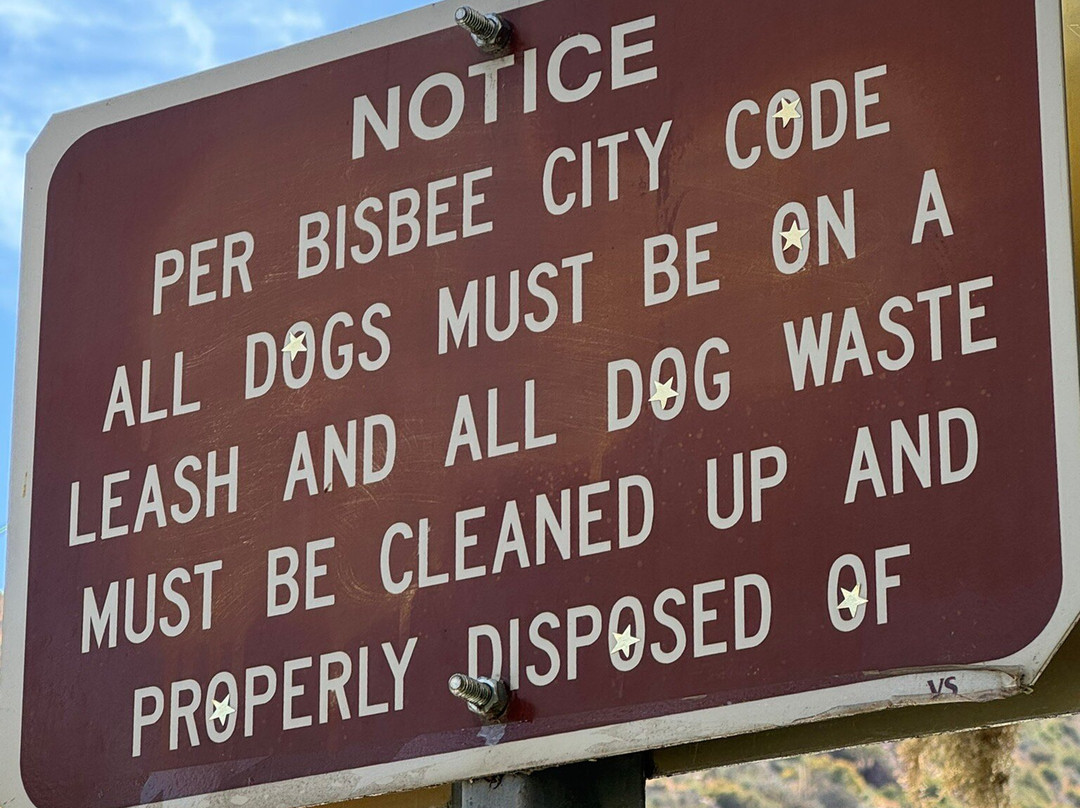 NOTICE
PER BISBEE CITY CODE
ALL DOGS MUST BE ON A
LEASH AND ALL DOG WASTE
MUST BE CLEANED UP AND
PROPERLY DISPOSED OF
VS